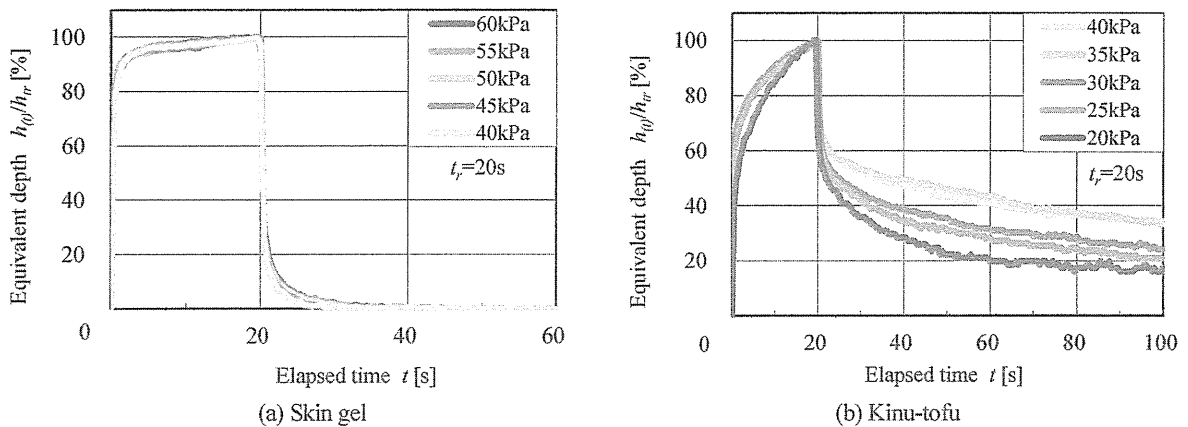 Equivalent depth h(t)/htr [%]
100
80
60
40
20
0
20
40
60
60kPa
55kPa
50kPa
45kPa
40kPa
tr=20s
Elapsed time t [s]
(a) Skin gel
Equivalent depth h(t)/htr [%]
100
80
60
40
20
0
20
40
60
80
100
40kPa
35kPa
30kPa
25kPa
20kPa
tr=20s
Elapsed time t [s]
(b) Kinu-tofu